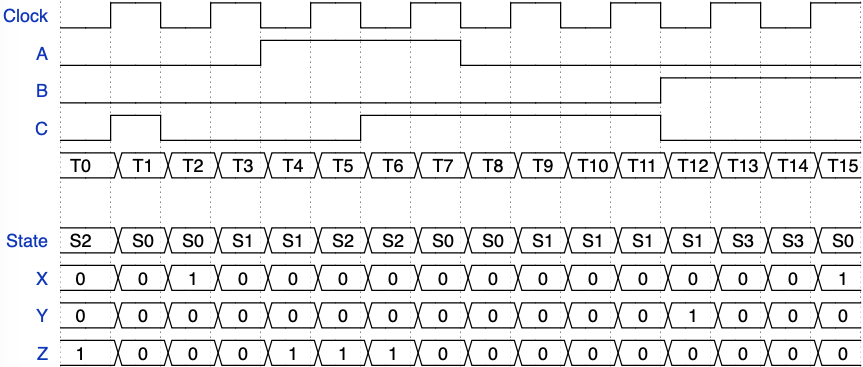 Clock
A
B
C
T0 T1 T2 T3 T4 T5 T6 T7 T8 T9 T10 T11 T12 T13 T14 T15
State S2 S0 S0 S1 S1 S2 S2 S0 S0 S1 S1 S1 S1 S3 S3 S0
X 0 0 1 0 0 0 0 0 0 0 0 0 0 0 0 1
Y 0 0 0 0 0 0 0 0 0 0 0 0 1 0 0 0
Z 1 0 0 0 1 1 1 0 0 0 0 0 0 0 0 0